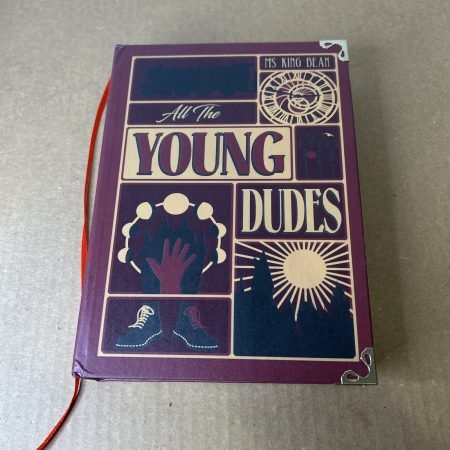 MS KING BEAN
All The
YOUNG
DUDES